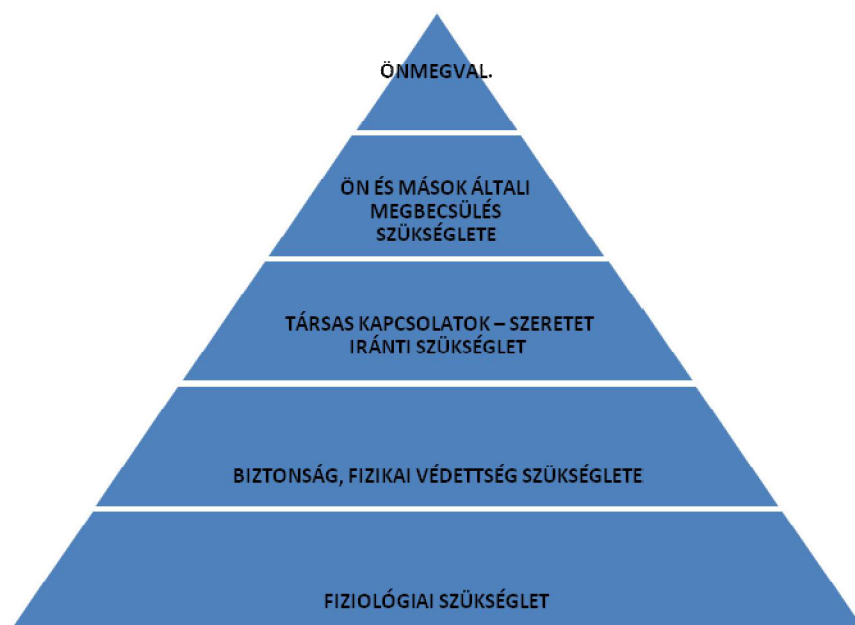 ÖNMEGVAL.
ÖN ÉS MÁSOK ÁLTALI
MEGBECSÜLÉS
SZÜKSÉGLETE
TÁRSAS KAPCSOLATOK – SZERETET
IRÁNTI SZÜKSÉGLET
BIZTONSÁG, FIZIKAI VÉDETTSÉG SZÜKSÉGLETE
FIZIOLÓGIAI SZÜKSÉGLET